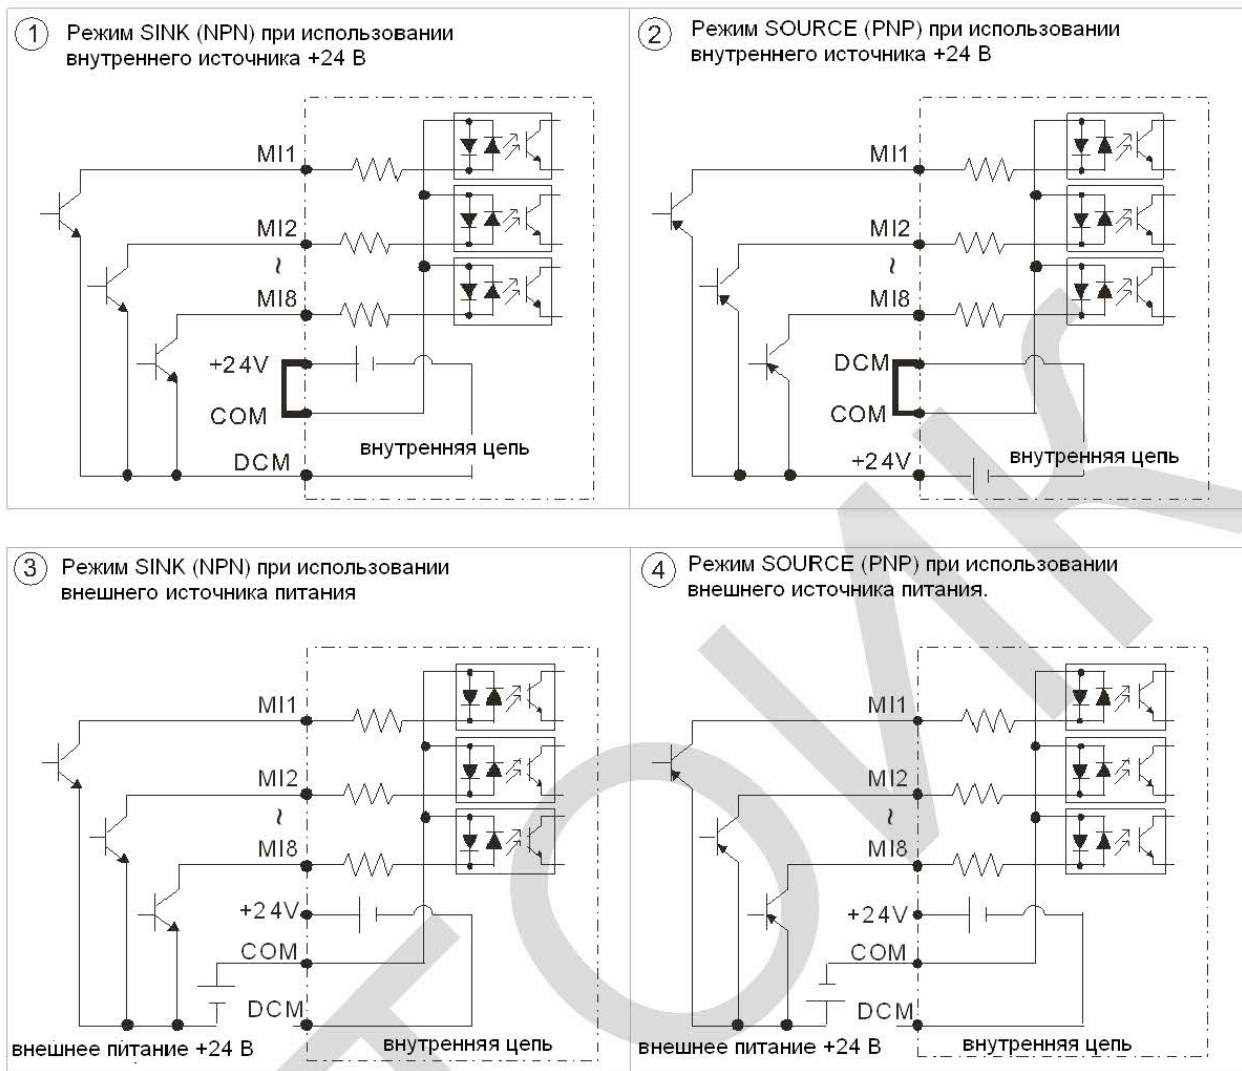 1 Режим SINK (NPN) при использовании
внутреннего источника +24 В
MI1
MI2
~
MI8
+24V
COM
DCM
внутренняя цепь
2 Режим SOURCE (PNP) при использовании
внутреннего источника +24 В
MI1
MI2
~
MI8
DCM
COM
+24V
внутренняя цепь
3 Режим SINK (NPN) при использовании
внешнего источника питания
MI1
MI2
~
MI8
+24V
COM
DCM
внешнее питание +24 В
внутренняя цепь
4 Режим SOURCE (PNP) при использовании
внешнего источника питания.
MI1
MI2
~
MI8
+24V
COM
DCM
внешнее питание +24 В
внутренняя цепь
ТОИК